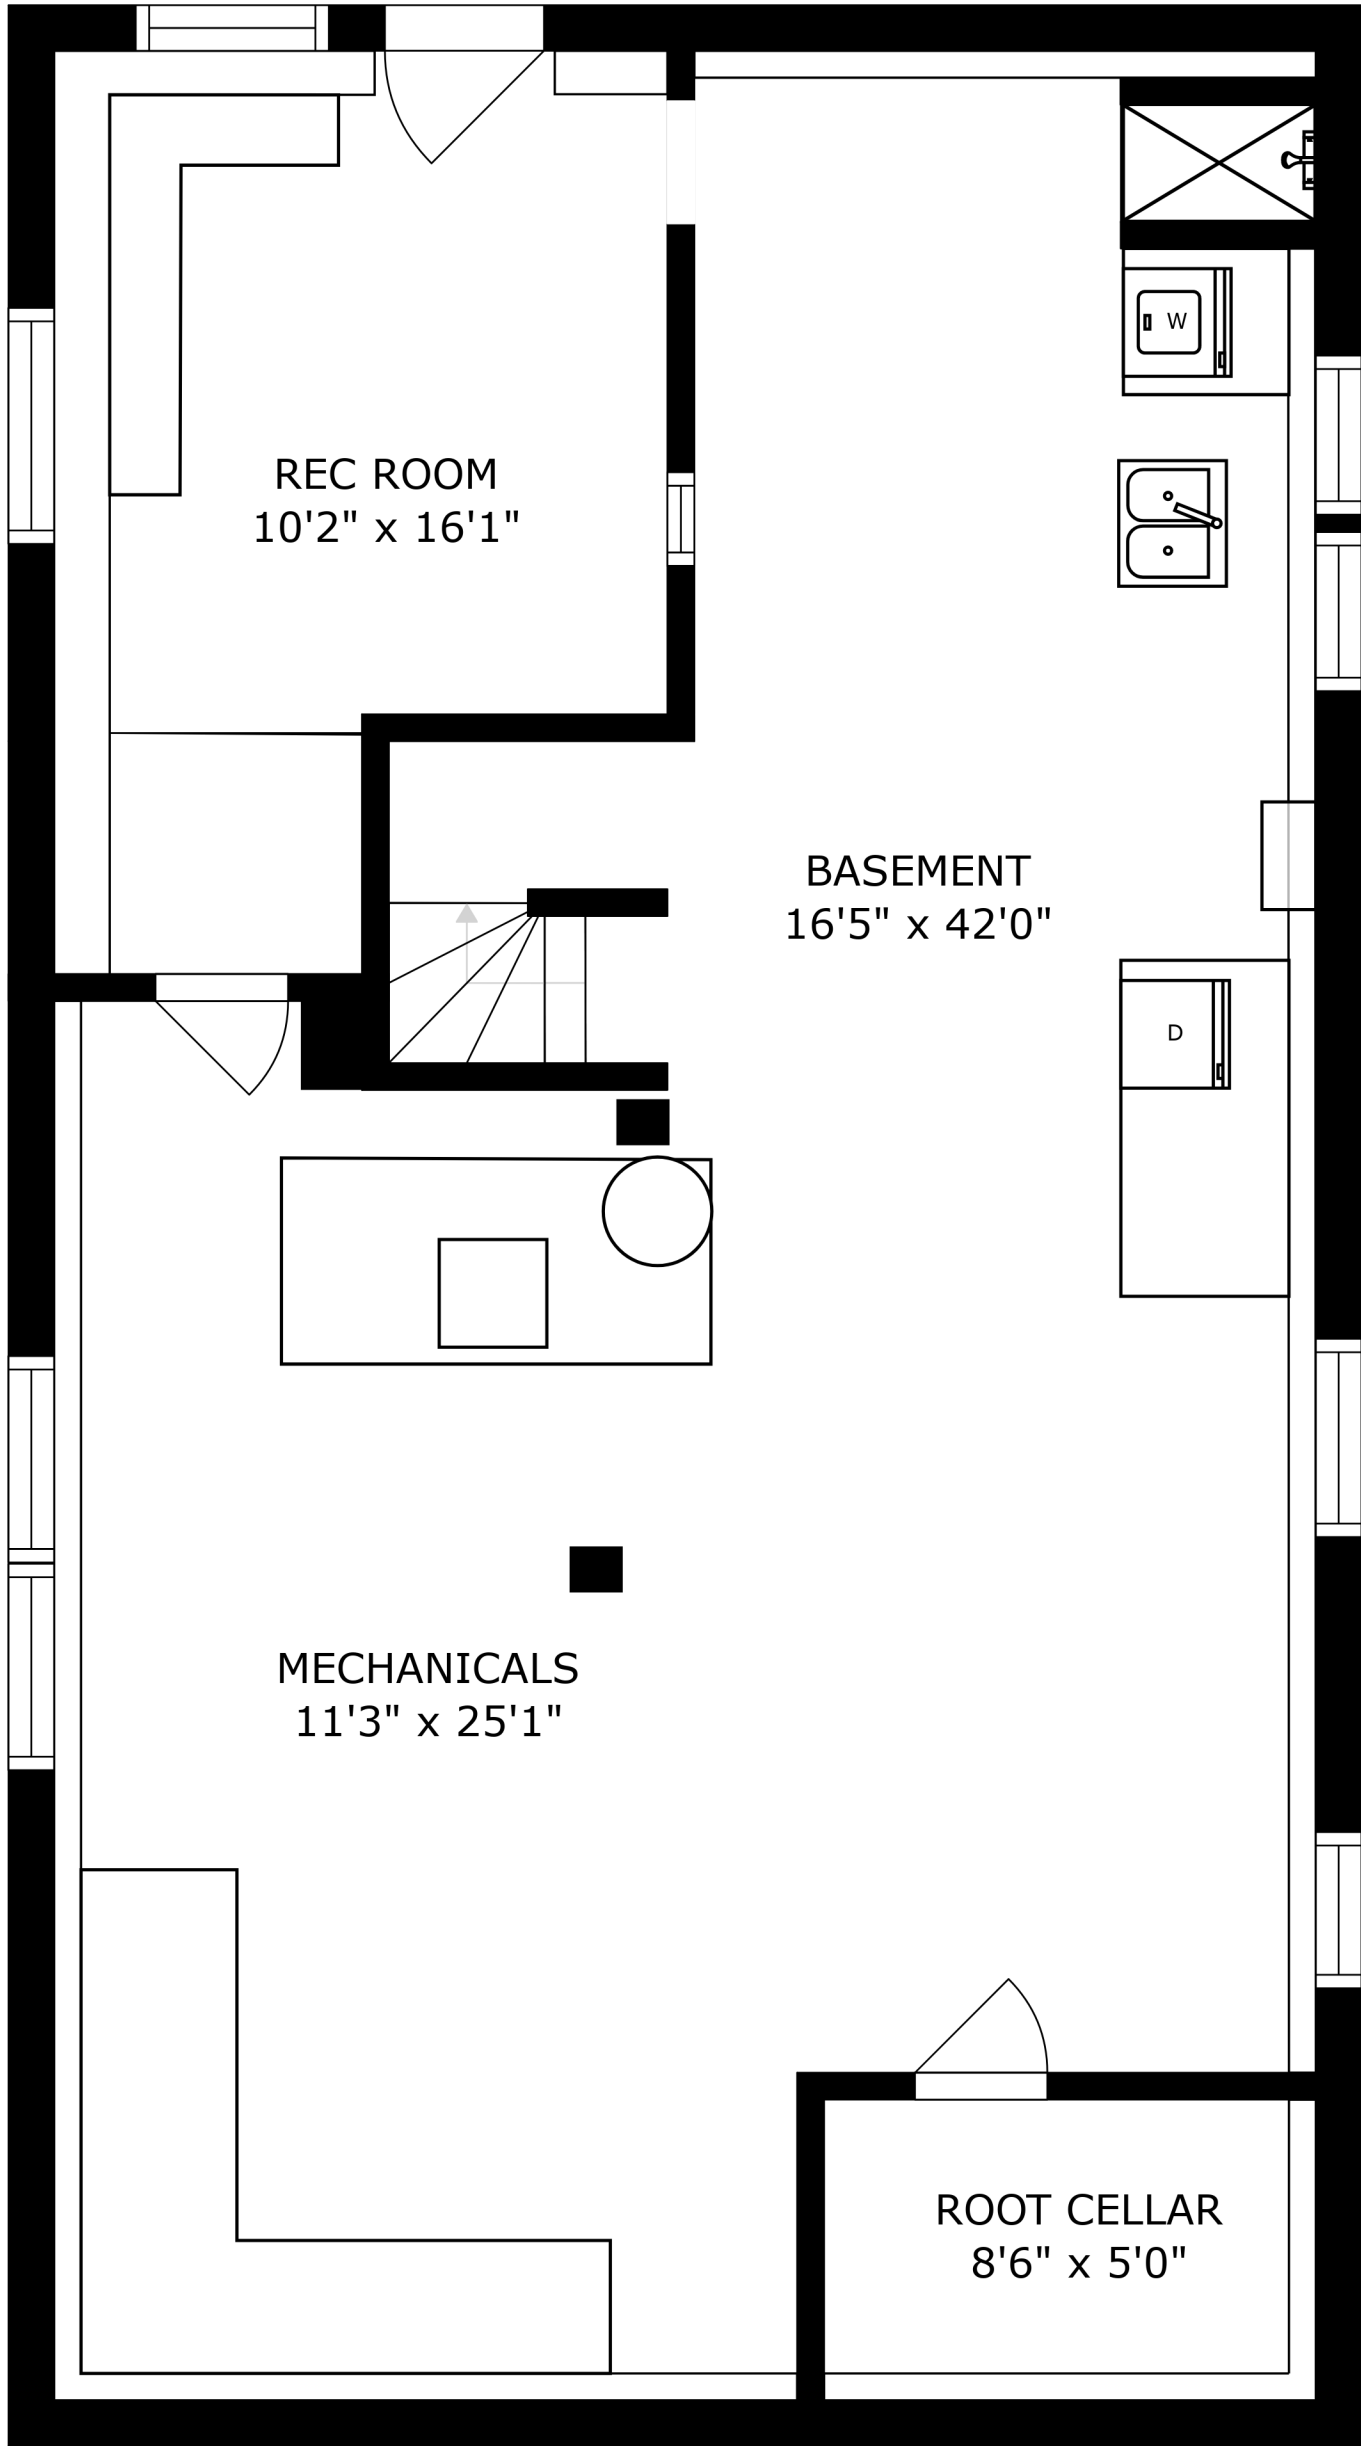 W
REC ROOM
10'2" x 16'1"
BASEMENT
16'5" x 42'0"
D
MECHANICALS
11'3" x 25'1"
ROOT CELLAR
8'6" x 5'0"